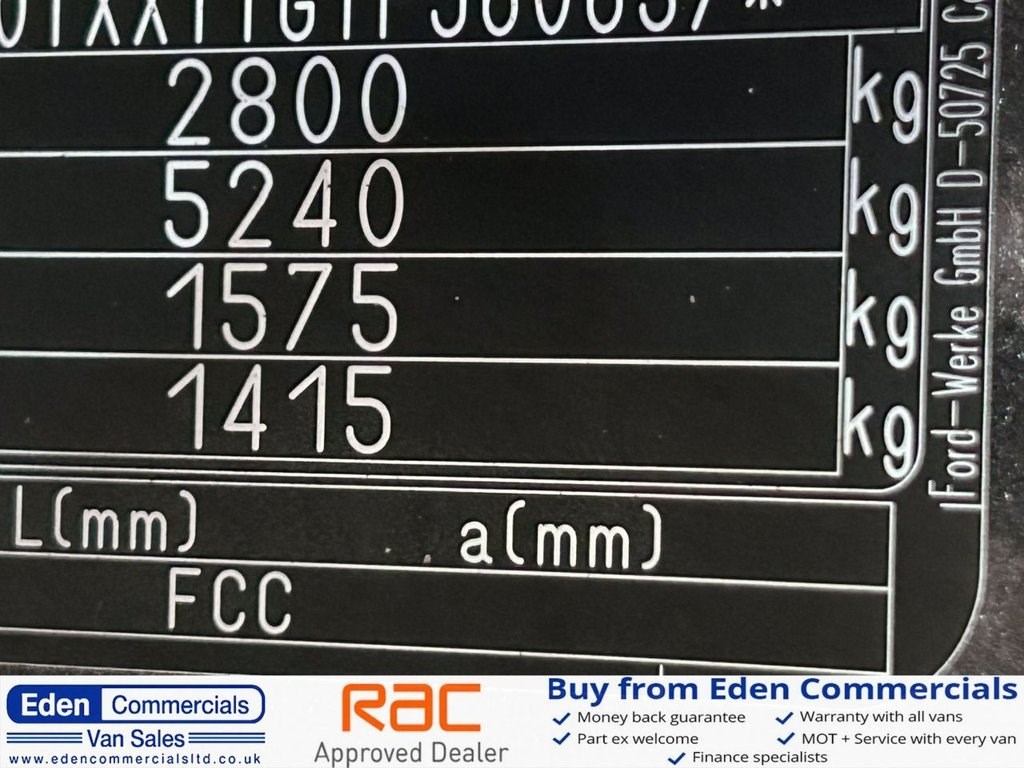 2800 kg
5240 kg
1575 kg
1415 kg
Ford-Werke GmbH D-50725
L(mm) a(mm)
FCC
Eden Commercials
Van Sales
www.edencommercialsltd.co.uk
RAC
Approved Dealer
Buy from Eden Commercials
Money back guarantee
Warranty with all vans
Part ex welcome
MOT + Service with every van
Finance specialists